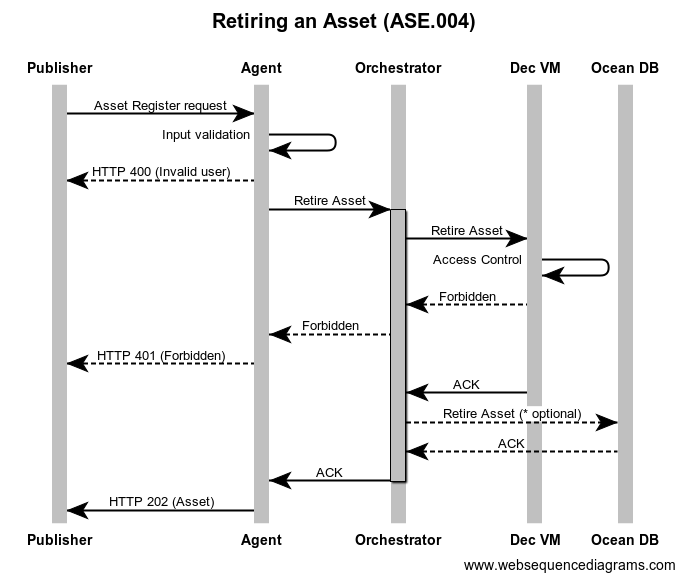 Retiring an Asset (ASE.004)
Publisher Agent Orchestrator Dec VM Ocean DB
Asset Register request
Input validation
HTTP 400 (Invalid user)
Retire Asset
Retire Asset
Access Control
Forbidden
Forbidden
HTTP 401 (Forbidden)
ACK
Retire Asset (* optional)
ACK
ACK
HTTP 202 (Asset)
Publisher Agent Orchestrator Dec VM Ocean DB
www.websequencediagrams.com